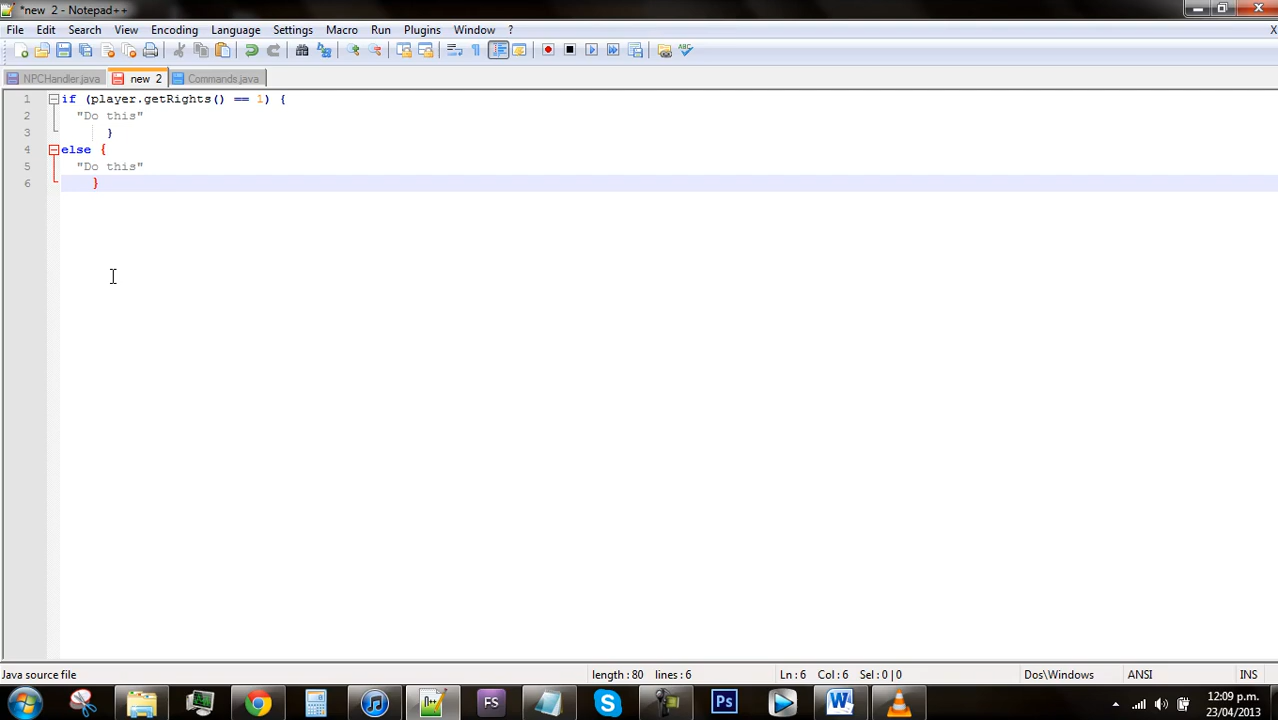 *new 2 - Notepad++
File Edit Search View Encoding Language Settings Macro Run Plugins Window ? X
NPCHandler.java new 2 Commands.java
1 if (player.getRights() == 1) {
2 "Do this"
3 }
4 else {
5 "Do this"
6 }
Java source file length : 80 lines : 6 Ln : 6 Col : 6 Sel : 0 | 0 Dos\Windows ANSI INS
FS Ps
12:09 p.m.
23/04/2013